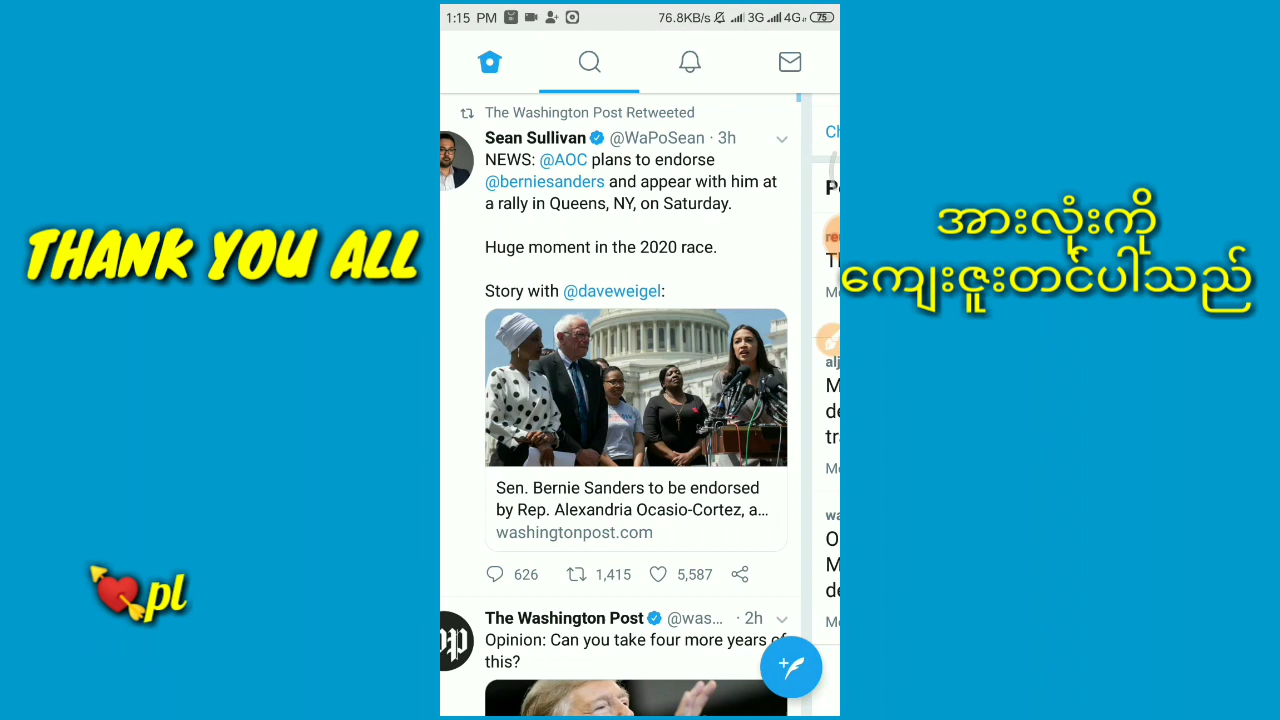 1:15 PM 76.8KB/s 3G 4G 75
The Washington Post Retweeted
Sean Sullivan @WaPoSean · 3h
NEWS: @AOC plans to endorse
@berniesanders and appear with him at
a rally in Queens, NY, on Saturday.
Huge moment in the 2020 race.
Story with @daveweigel:
Sen. Bernie Sanders to be endorsed
by Rep. Alexandria Ocasio-Cortez, a…
washingtonpost.com
626 1,415 5,587
The Washington Post @was… · 2h
Opinion: Can you take four more years of
this?
THANK YOU ALL
pl
အားလုံးကို
ကျေးဇူးတင်ပါသည်